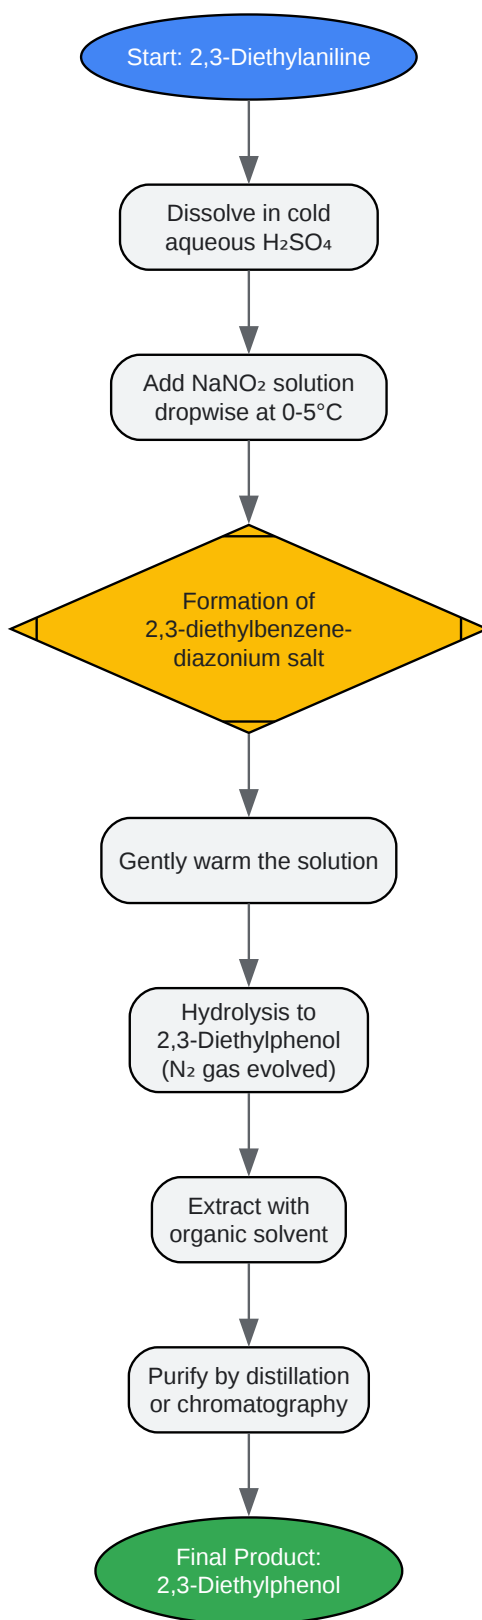 Start: 2,3-Diethylaniline
Dissolve in cold
aqueous H₂SO₄
Add NaNO₂ solution
dropwise at 0-5°C
Formation of
2,3-diethylbenzene-
diazonium salt
Gently warm the solution
Hydrolysis to
2,3-Diethylphenol
(N₂ gas evolved)
Extract with
organic solvent
Purify by distillation
or chromatography
Final Product:
2,3-Diethylphenol